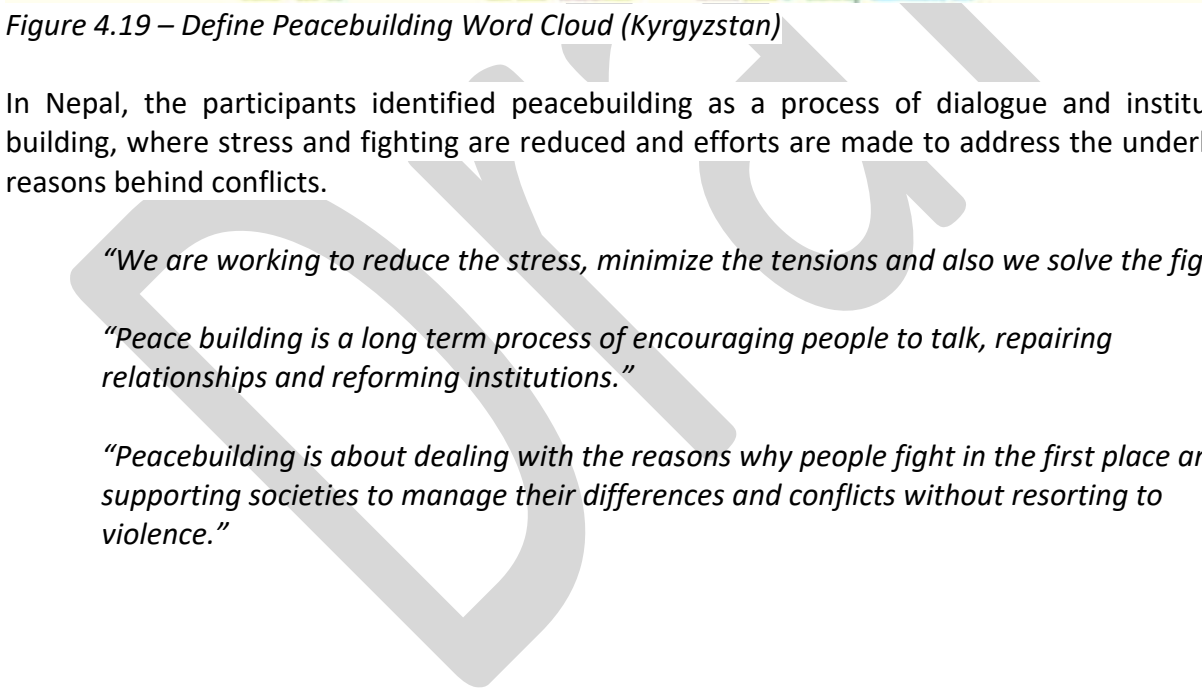 Figure 4.19 – Define Peacebuilding Word Cloud (Kyrgyzstan)
In Nepal, the participants identified peacebuilding as a process of dialogue and
building, where stress and fighting are reduced and efforts are made to address the
reasons behind conflicts.
“We are working to reduce the stress, minimize the tensions and also we solve the
“Peace building is a long term process of encouraging people to talk, repairing
relationships and reforming institutions.”
“Peacebuilding is about dealing with the reasons why people fight in the first place
supporting societies to manage their differences and conflicts without resorting to
violence.”